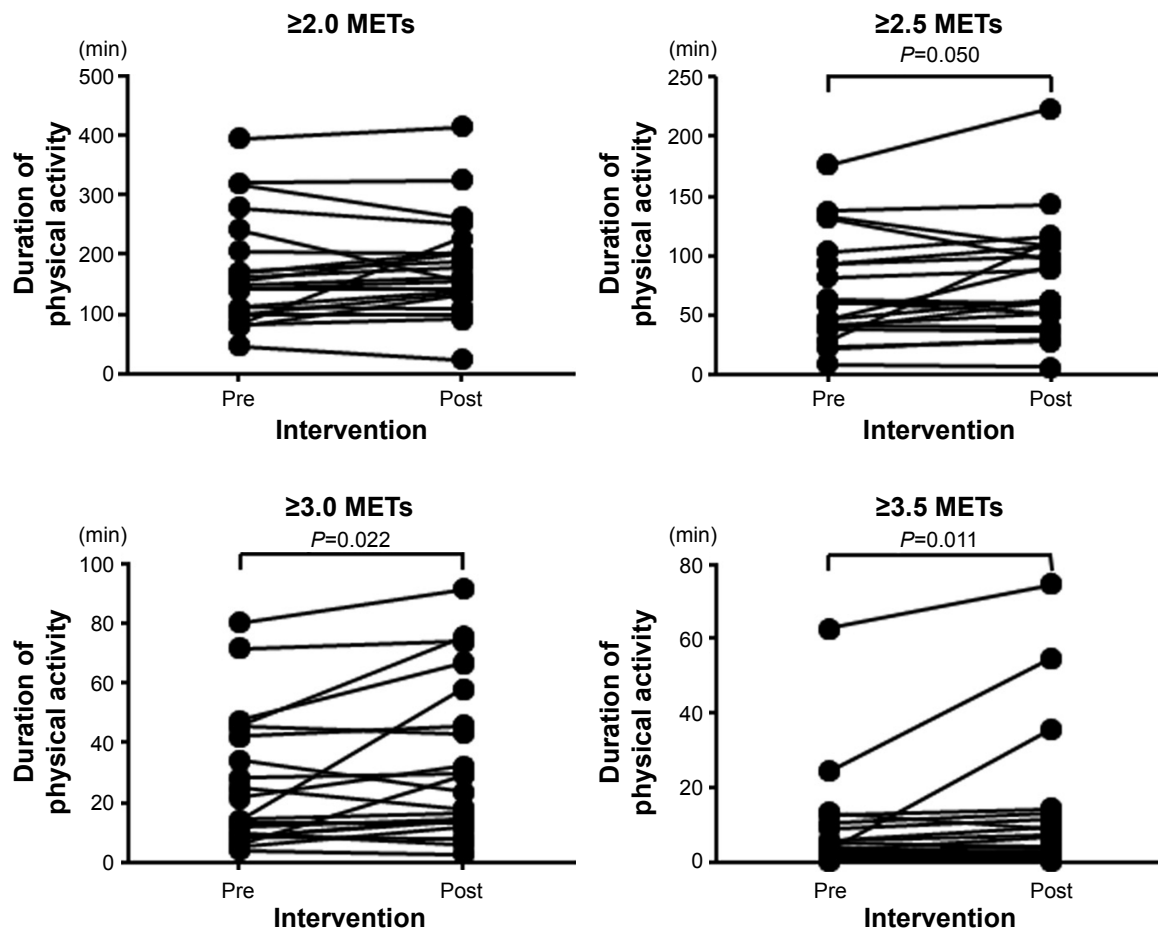 ≥2.0 METs
(min)
500
400
300
200
100
0
Duration of
physical activity
Pre
Post
Intervention
≥2.5 METs
(min)
P=0.050
250
200
150
100
50
0
Duration of
physical activity
Pre
Post
Intervention
≥3.0 METs
(min)
P=0.022
100
80
60
40
20
0
Duration of
physical activity
Pre
Post
Intervention
≥3.5 METs
(min)
P=0.011
80
60
40
20
0
Duration of
physical activity
Pre
Post
Intervention